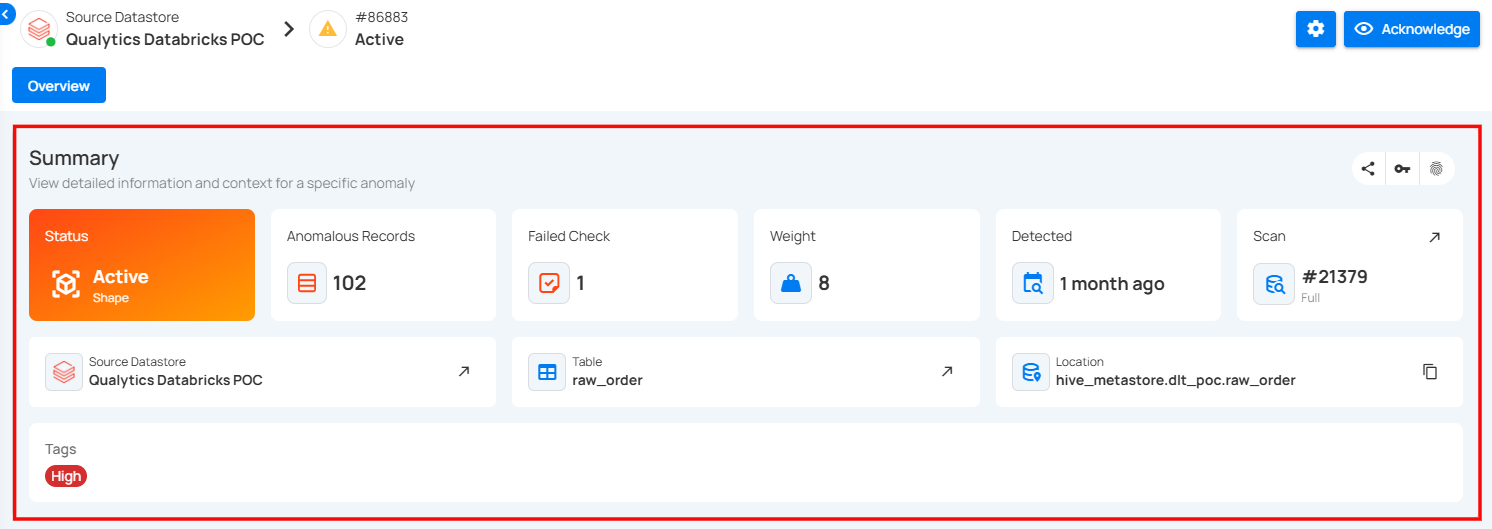 Source Datastore
Qualytics Databricks POC
#86883
Active
Acknowledge
Overview
Summary
View detailed information and context for a specific anomaly
Status
Active
Shape
Anomalous Records
102
Failed Check
1
Weight
8
Detected
1 month ago
Scan
#21379
Full
Source Datastore
Qualytics Databricks POC
Table
raw_order
Location
hive_metastore.dlt_poc.raw_order
Tags
High